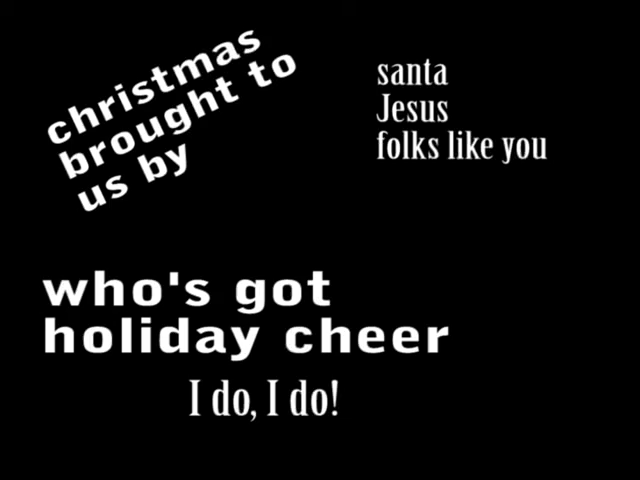 christmas
brought to
us by
santa
Jesus
folks like you
who's got
holiday cheer
I do, I do!